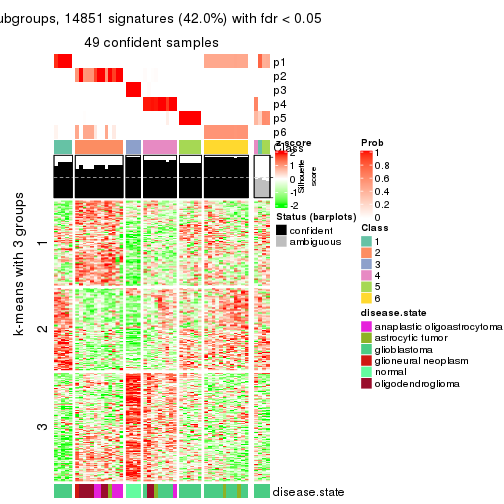 ubgroups, 14851 signatures (42.0%) with fdr < 0.05
49 confident samples
p1
p2
p3
p4
p5
p6
Class
z-score
2
1
0
-1
-2
Silhouette
score
Status (barplots)
confident
ambiguous
Prob
1
0.8
0.6
0.4
0.2
0
Class
1
2
3
4
5
6
disease.state
anaplastic oligoastrocytoma
astrocytic tumor
glioblastoma
glioneural neoplasm
normal
oligodendroglioma
k-means with 3 groups
1
2
3
disease.state